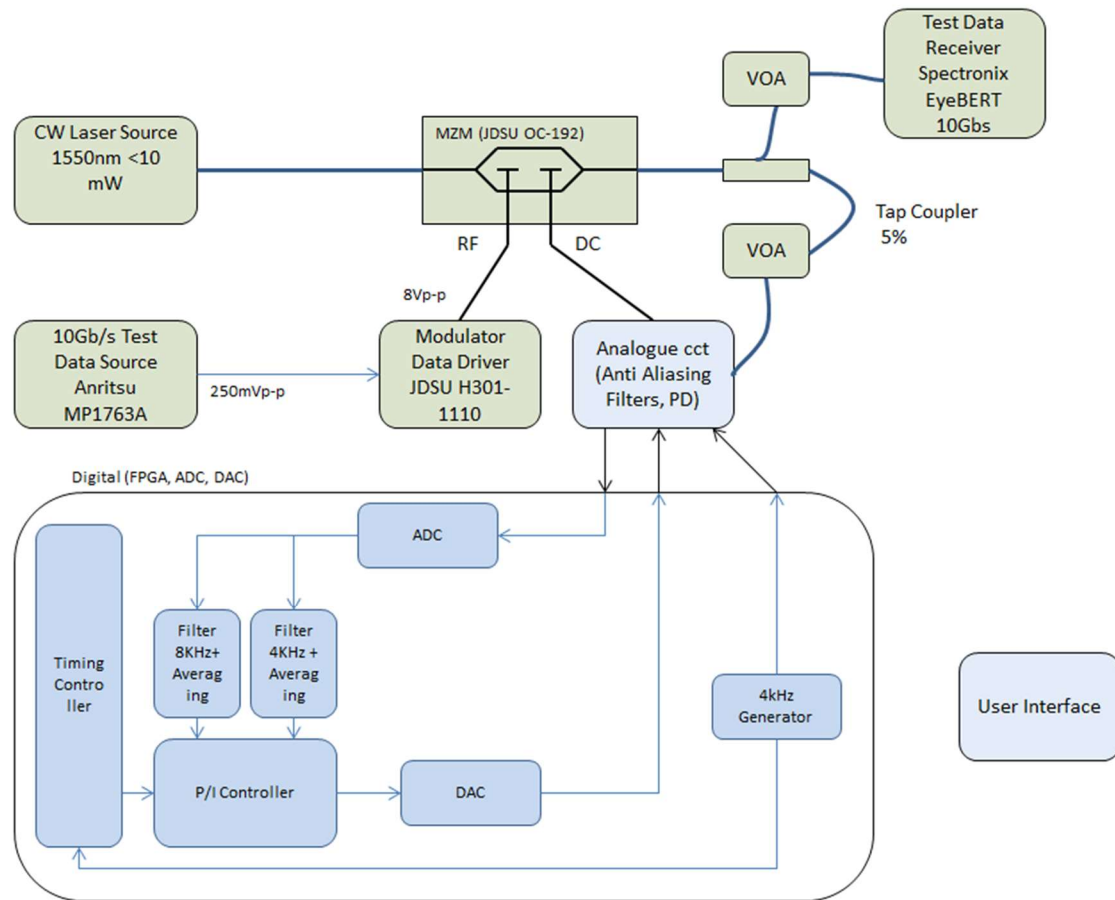 Test Data
Receiver
Spectronix
EyeBERT
10Gbs
VOA
CW Laser Source
1550nm <10
mW
MZM (JDSU OC-192)
RF
DC
Tap Coupler
5%
VOA
8Vp-p
10Gb/s Test
Data Source
Anritsu
MP1763A
250mVp-p
Modulator
Data Driver
JDSU H301-
1110
Analogue cct
(Anti Aliasing
Filters, PD)
Digital (FPGA, ADC, DAC)
ADC
Timing
Contro
ller
Filter
8KHz+
Averag
ing
Filter
4KHz +
Averag
ing
4kHz
Generator
User Interface
P/I Controller
DAC